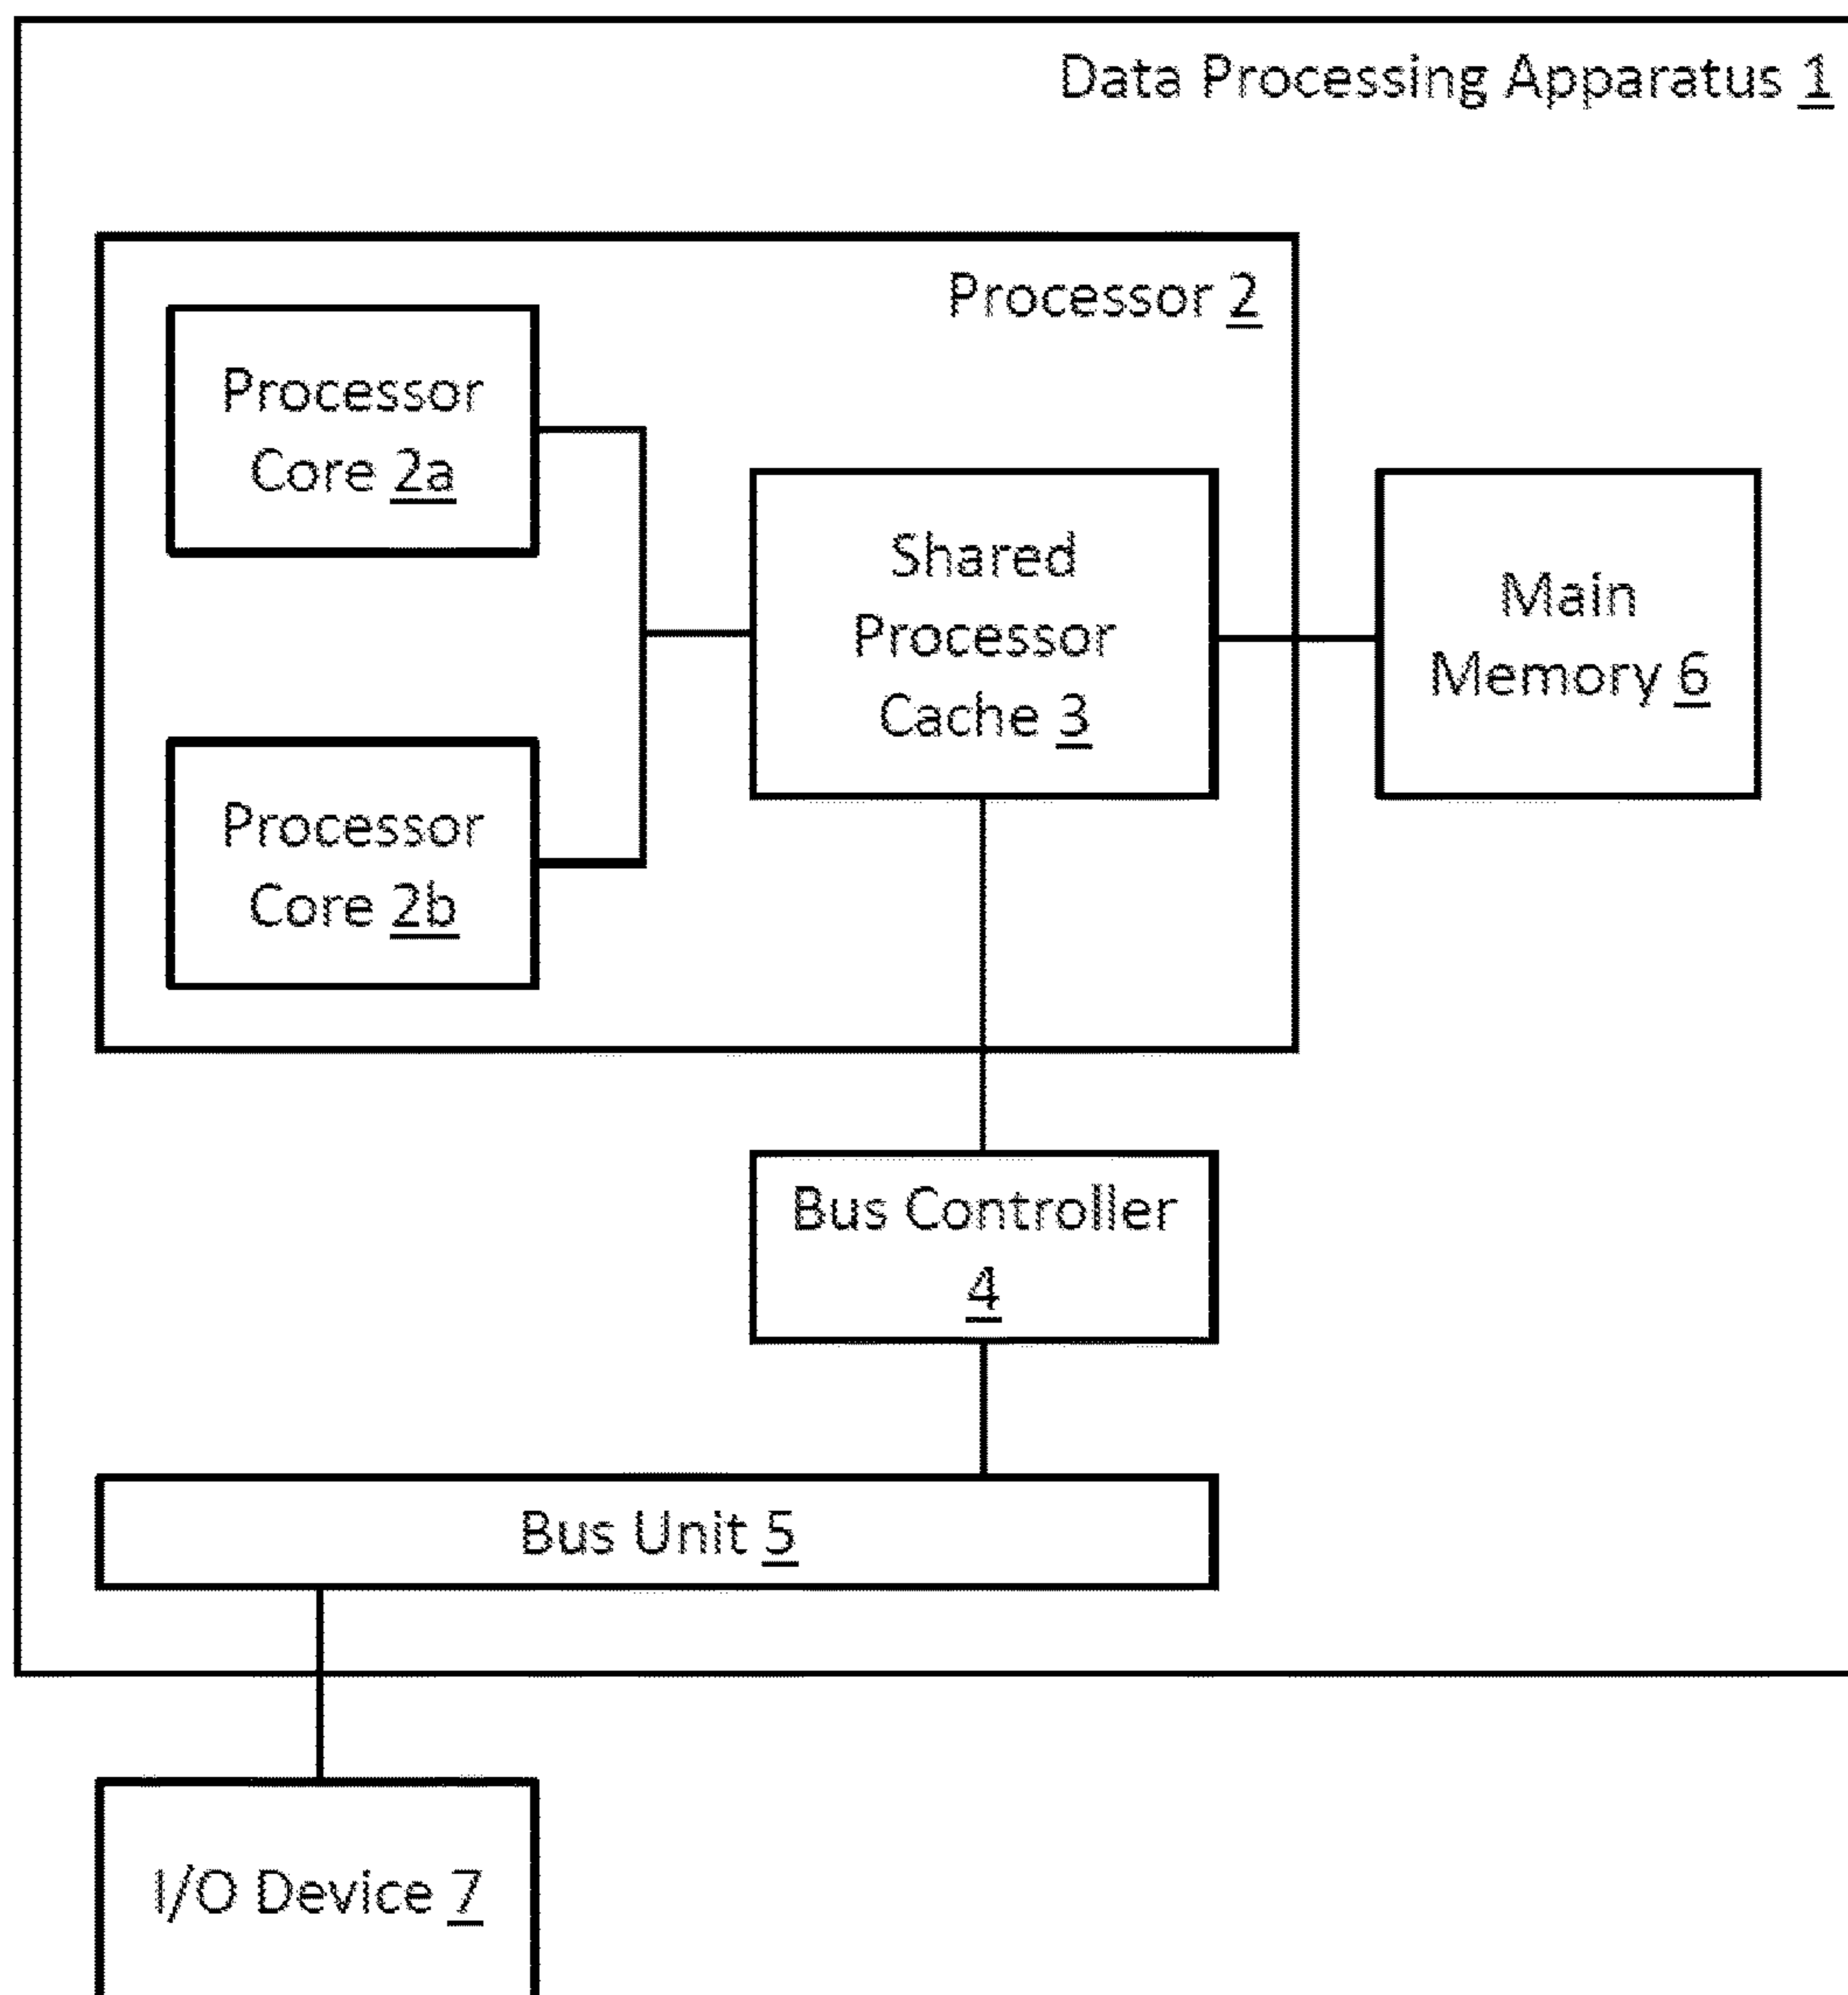 Data Processing Apparatus 1
Processor 2
Processor
Core 2a
Shared
Processor
Cache 3
Main
Memory 6
Processor
Core 2b
Bus Controller
4
Bus Unit 5
I/O Device 7